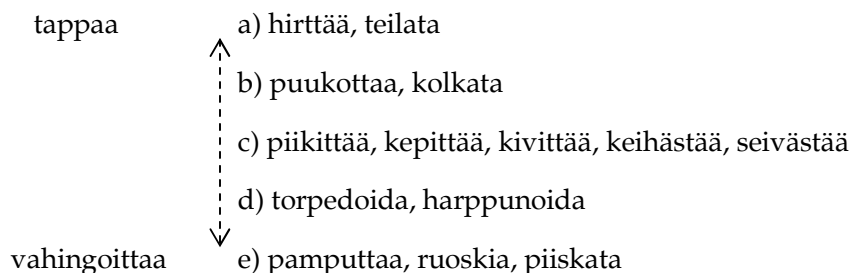 tappaa a) hirttää, teilata
b) puukottaa, kolkata
c) piikittää, kepittää, kivittää, keihästää, seivästää
d) torpedoida, harppunoida
vahingoittaa e) pamputtaa, ruoskia, piiskata